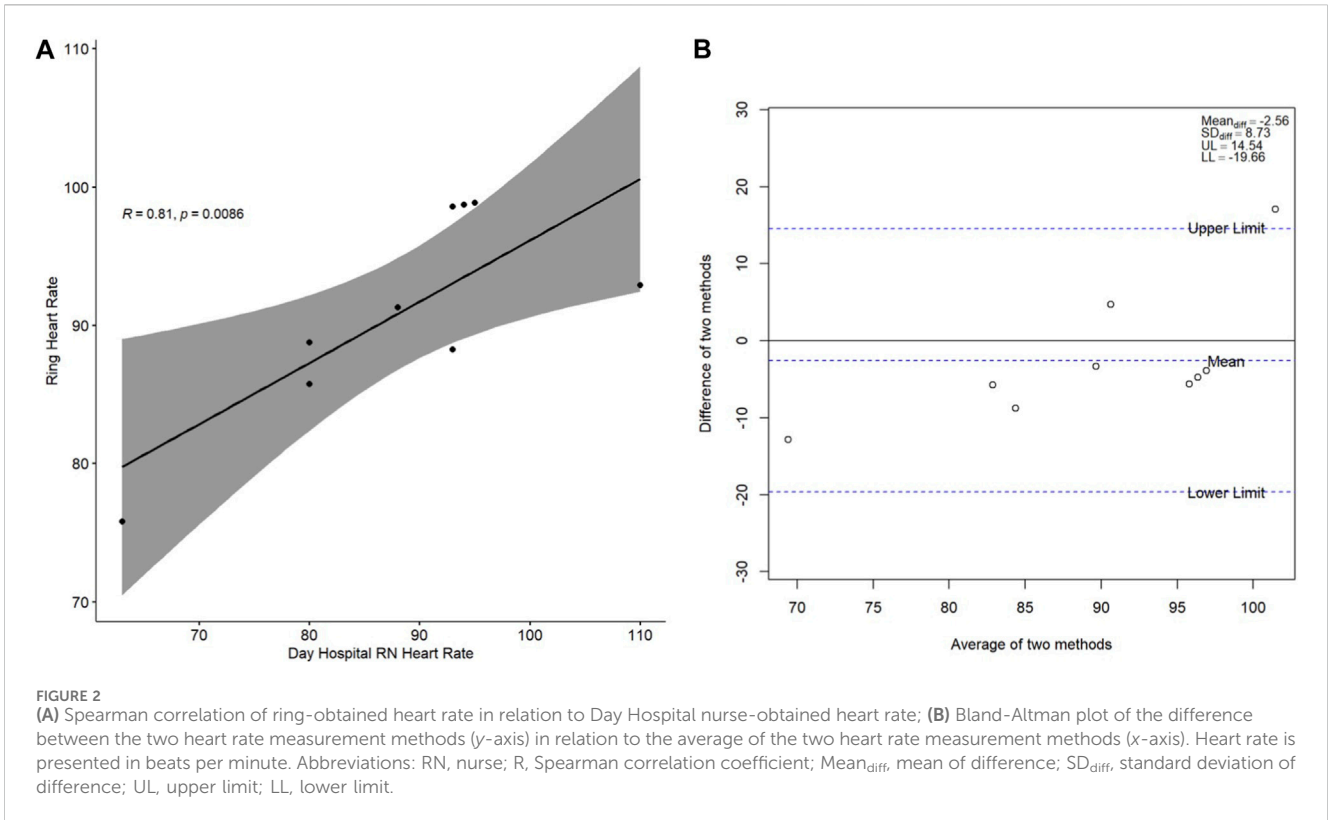 A
110
100
90
80
70
Ring Heart Rate
R = 0.81, p = 0.0086
70 80 90 100 110
Day Hospital RN Heart Rate
B
30
20
10
0
-10
-20
-30
Difference of two methods
Meandiff = -2.56
SDdiff = 8.73
UL = 14.54
LL = -19.66
Upper Limit
Mean
Lower Limit
70 75 80 85 90 95 100
Average of two methods
FIGURE 2
(A) Spearman correlation of ring-obtained heart rate in relation to Day Hospital nurse-obtained heart rate; (B) Bland-Altman plot of the difference
between the two heart rate measurement methods (y-axis) in relation to the average of the two heart rate measurement methods (x-axis). Heart rate is
presented in beats per minute. Abbreviations: RN, nurse; R, Spearman correlation coefficient; Meandiff, mean of difference; SDdiff, standard deviation of
difference; UL, upper limit; LL, lower limit.